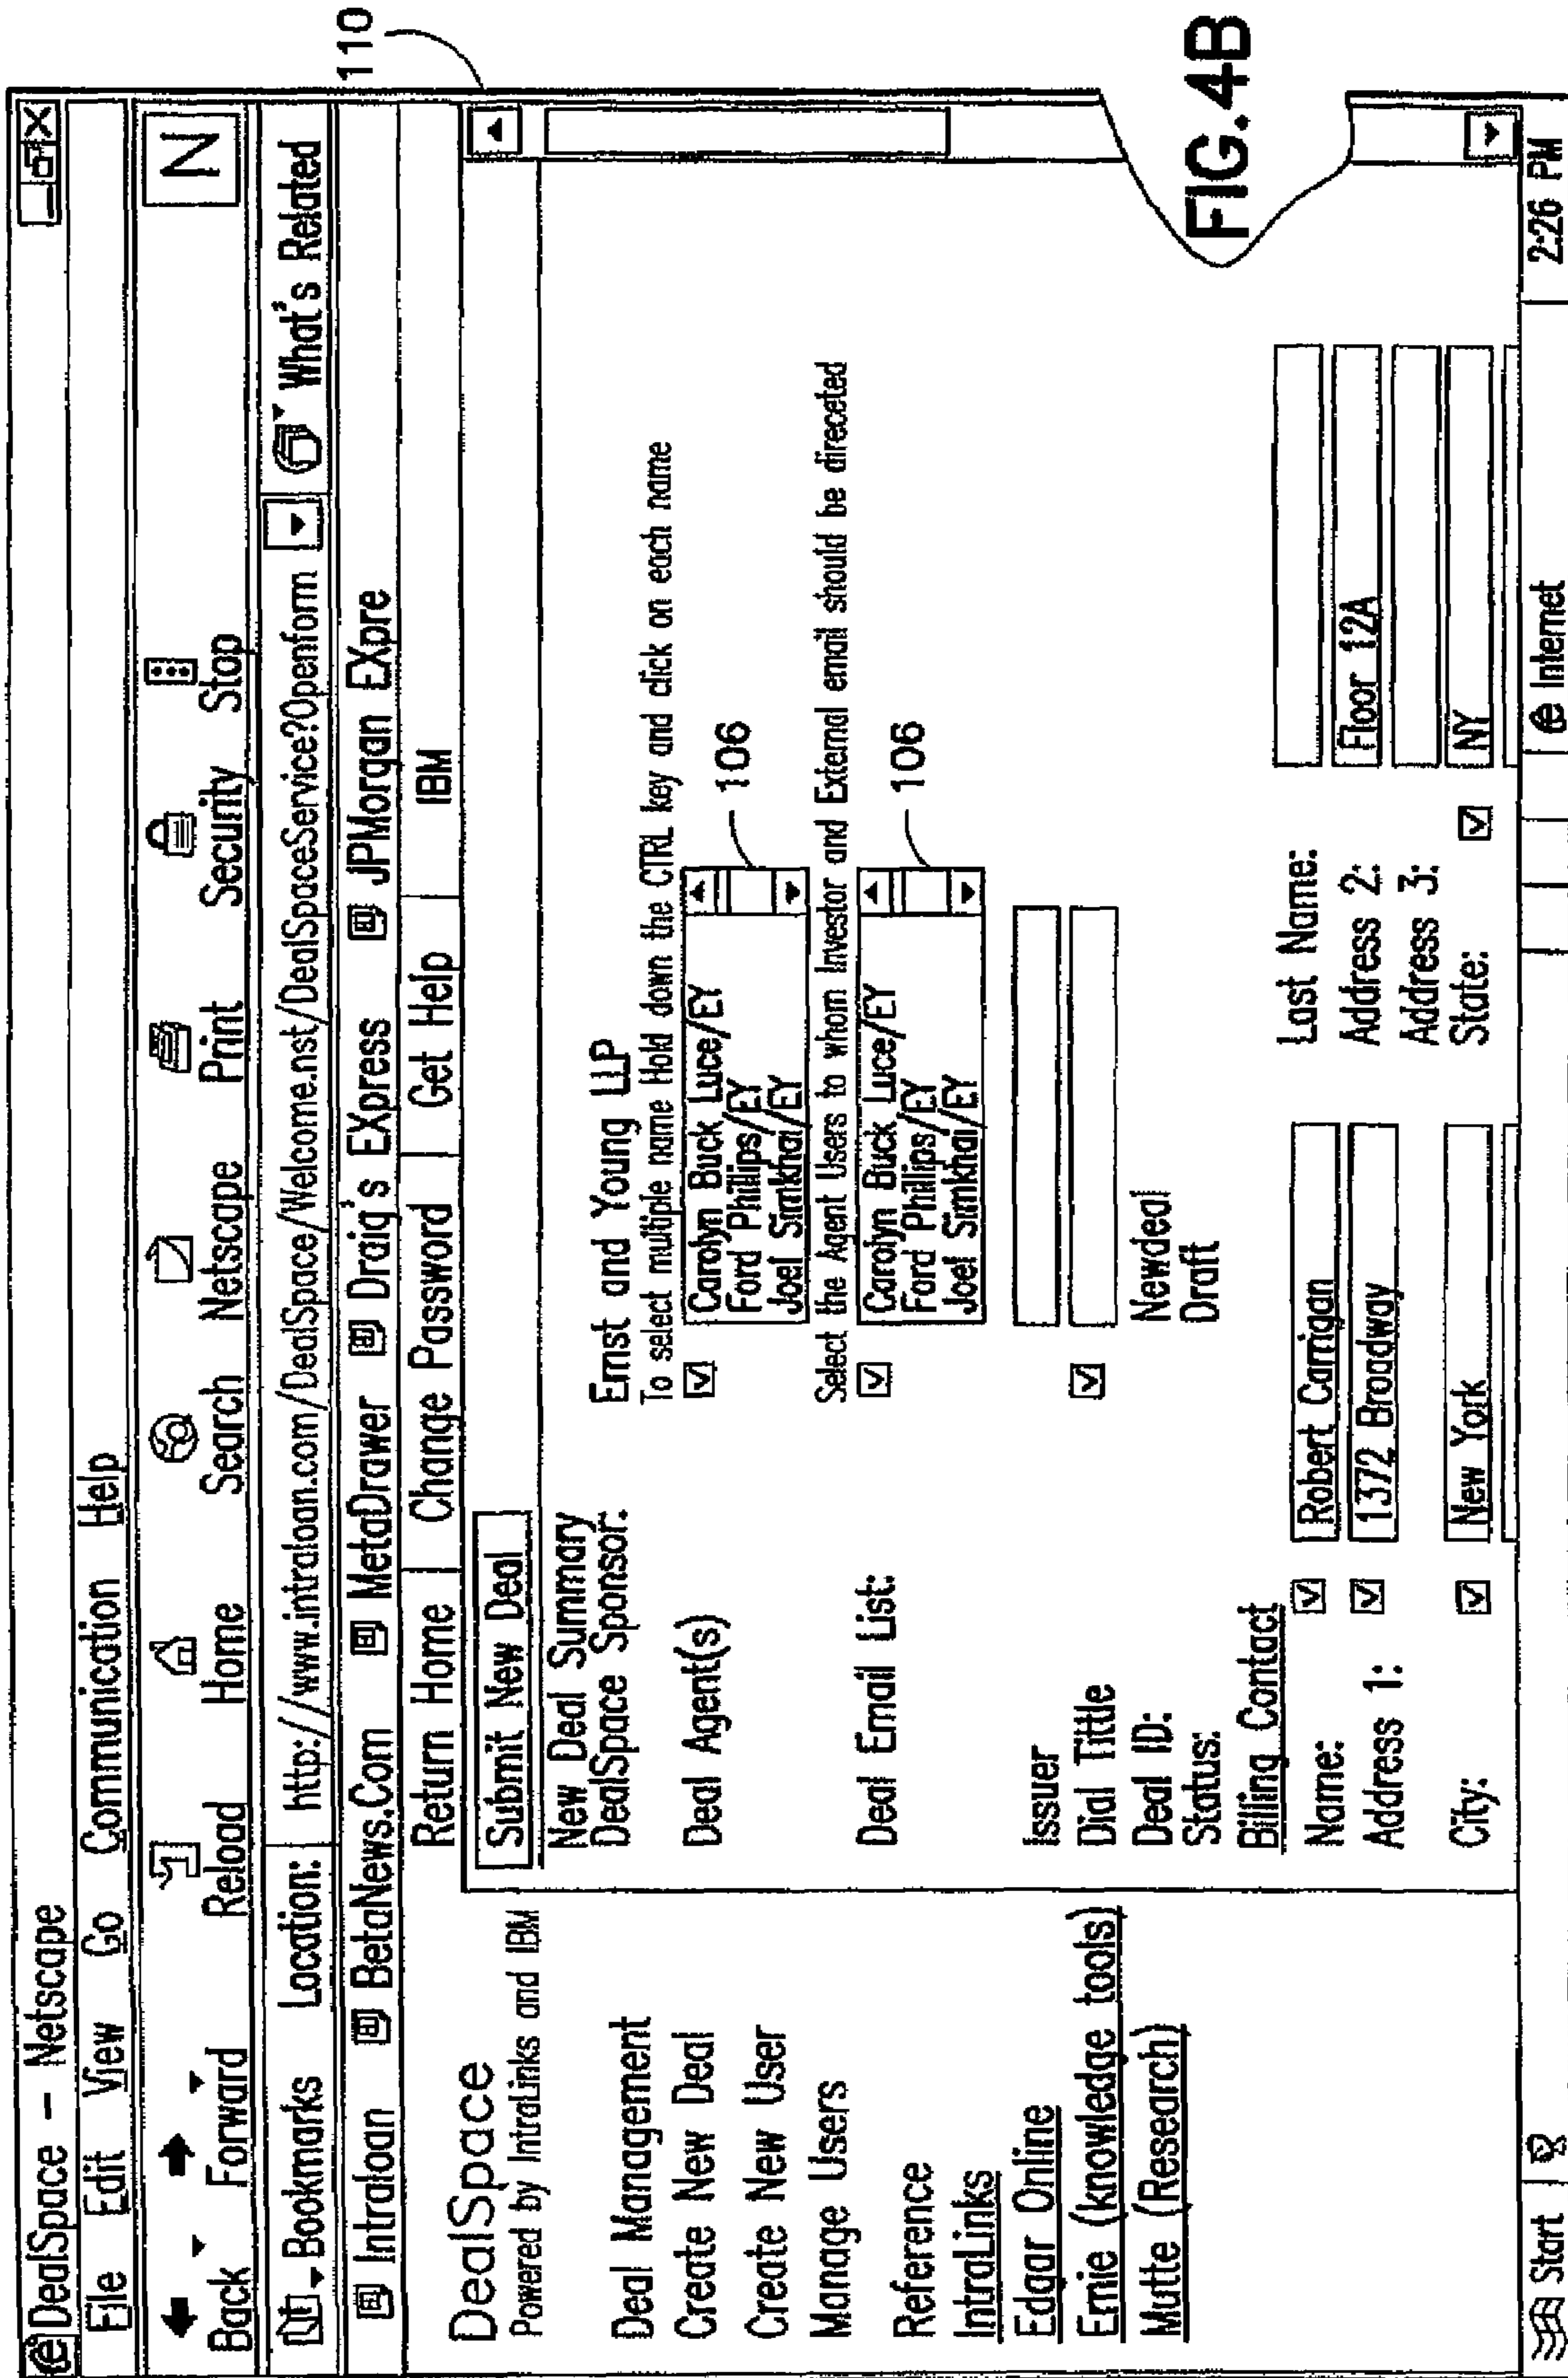 DealSpace - Netscape
File Edit View Go Communication Help
Back Forward Reload Home Search Netscape Print Security Stop
N
Bookmarks Location: http://www.intraloan.com/DealSpace/Welcome.nst/DealSpaceService?Openform What's Related
Intraloan BetaNews.Com MetaDrawer Draig's EXpress JPMorgan EXpre
Return Home Change Password Get Help IBM
110
DealSpace
Powered by IntraLinks and IBM
Deal Management
Create New Deal
Create New User
Manage Users
Reference
IntraLinks
Edgar Online
Ernie (knowledge tools)
Mutte (Research)
Submit New Deal
New Deal Summary
DealSpace Sponsor: Ernst and Young LLP
To select multiple name Hold down the CTRL key and click on each name
Deal Agent(s) Carolyn Buck Luce/EY
Ford Phillips/EY
Joel Simkhai/EY
106
Select the Agent Users to whom Investor and External email should be direceted
Deal Email List: Carolyn Buck Luce/EY
Ford Phillips/EY
Joel Simkhai/EY
106
Issuer
Dial Tittle
Deal ID: Newdeal
Status: Draft
Billing Contact
Name: Robert Carrigan Last Name:
Address 1: 1372 Broadway Address 2: Floor 12A
Address 3:
City: New York State: NY
FIG.4B
Start Internet 2:26 PM